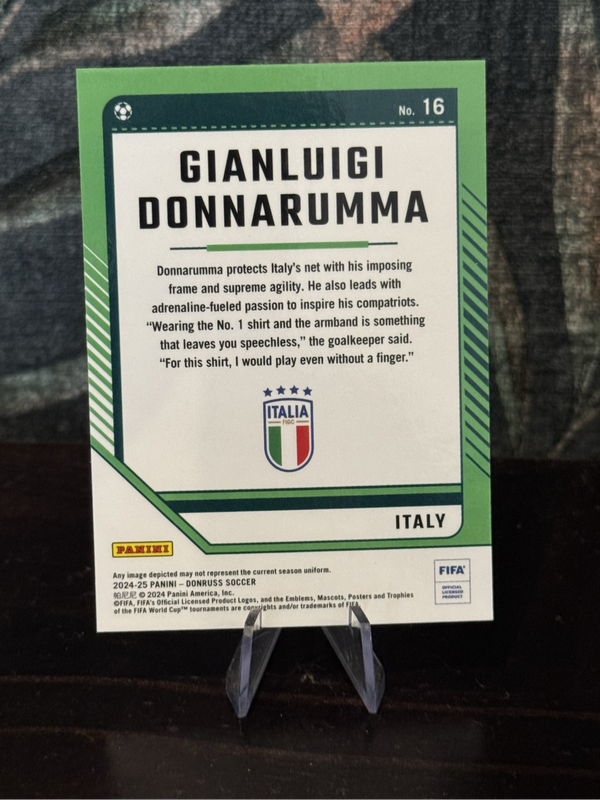 No. 16
GIANLUIGI
DONNARUMMA
Donnarumma protects Italy's net with his imposing
frame and supreme agility. He also leads with
adrenaline-fueled passion to inspire his compatriots.
“Wearing the No. 1 shirt and the armband is something
that leaves you speechless,” the goalkeeper said.
“For this shirt, I would play even without a finger.”
ITALIA
FIGC
ITALY
PANINI
Any image depicted may not represent the current season uniform.
2024-25 PANINI – DONRUSS SOCCER
帕尼尼 © 2024 Panini America, Inc.
©FIFA, FIFA's Official Licensed Product Logos, and the Emblems, Mascots, Posters and Trophies
of the FIFA World Cup™ tournaments are copyrights and/or trademarks of FIFA.
FIFA®
OFFICIAL
LICENSED
PRODUCT